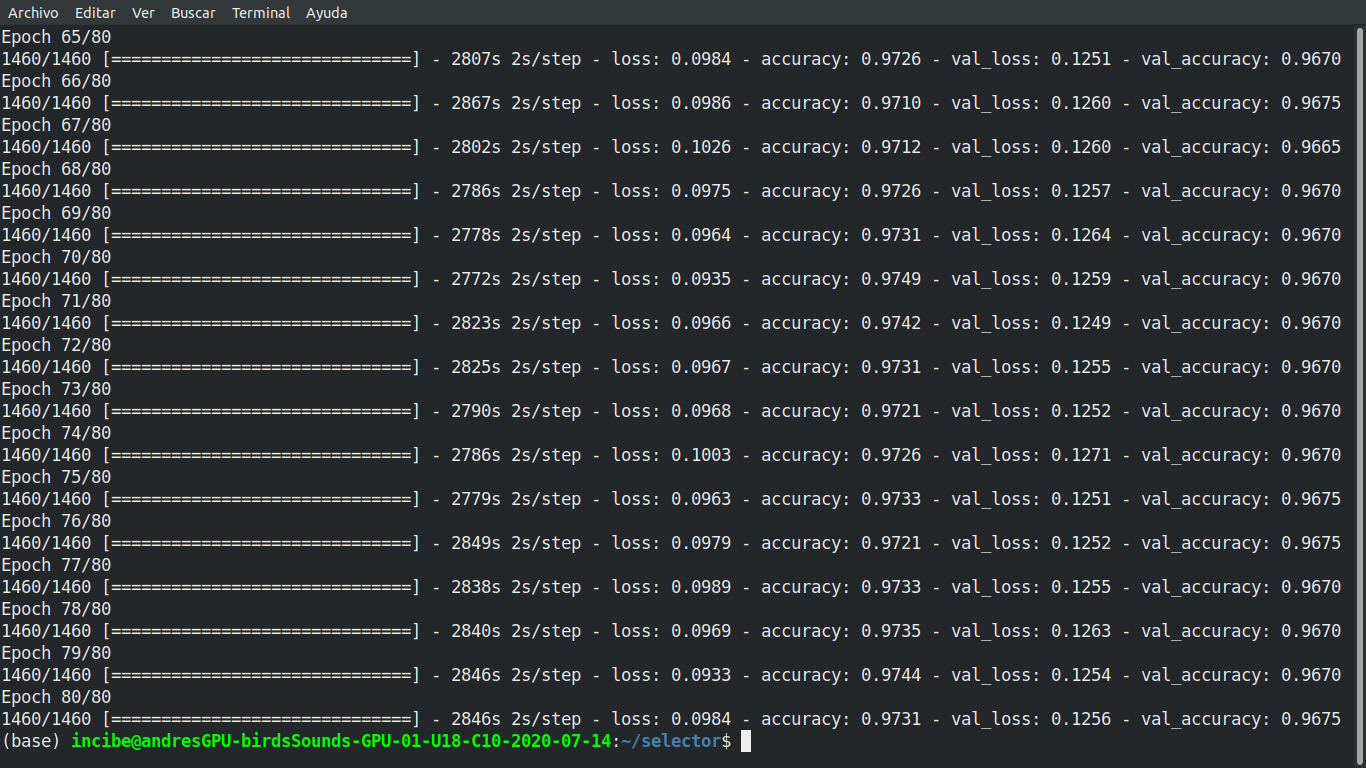 Archivo Editar Ver Buscar Terminal Ayuda
Epoch 65/80
1460/1460 [==============================] - 2807s 2s/step - loss: 0.0984 - accuracy: 0.9726 - val_loss: 0.1251 - val_accuracy: 0.9670
Epoch 66/80
1460/1460 [==============================] - 2867s 2s/step - loss: 0.0986 - accuracy: 0.9710 - val_loss: 0.1260 - val_accuracy: 0.9675
Epoch 67/80
1460/1460 [==============================] - 2802s 2s/step - loss: 0.1026 - accuracy: 0.9712 - val_loss: 0.1260 - val_accuracy: 0.9665
Epoch 68/80
1460/1460 [==============================] - 2786s 2s/step - loss: 0.0975 - accuracy: 0.9726 - val_loss: 0.1257 - val_accuracy: 0.9670
Epoch 69/80
1460/1460 [==============================] - 2778s 2s/step - loss: 0.0964 - accuracy: 0.9731 - val_loss: 0.1264 - val_accuracy: 0.9670
Epoch 70/80
1460/1460 [==============================] - 2772s 2s/step - loss: 0.0935 - accuracy: 0.9749 - val_loss: 0.1259 - val_accuracy: 0.9670
Epoch 71/80
1460/1460 [==============================] - 2823s 2s/step - loss: 0.0966 - accuracy: 0.9742 - val_loss: 0.1249 - val_accuracy: 0.9670
Epoch 72/80
1460/1460 [==============================] - 2825s 2s/step - loss: 0.0967 - accuracy: 0.9731 - val_loss: 0.1255 - val_accuracy: 0.9670
Epoch 73/80
1460/1460 [==============================] - 2790s 2s/step - loss: 0.0968 - accuracy: 0.9721 - val_loss: 0.1252 - val_accuracy: 0.9670
Epoch 74/80
1460/1460 [==============================] - 2786s 2s/step - loss: 0.1003 - accuracy: 0.9726 - val_loss: 0.1271 - val_accuracy: 0.9670
Epoch 75/80
1460/1460 [==============================] - 2779s 2s/step - loss: 0.0963 - accuracy: 0.9733 - val_loss: 0.1251 - val_accuracy: 0.9675
Epoch 76/80
1460/1460 [==============================] - 2849s 2s/step - loss: 0.0979 - accuracy: 0.9721 - val_loss: 0.1252 - val_accuracy: 0.9675
Epoch 77/80
1460/1460 [==============================] - 2838s 2s/step - loss: 0.0989 - accuracy: 0.9733 - val_loss: 0.1255 - val_accuracy: 0.9670
Epoch 78/80
1460/1460 [==============================] - 2840s 2s/step - loss: 0.0969 - accuracy: 0.9735 - val_loss: 0.1263 - val_accuracy: 0.9670
Epoch 79/80
1460/1460 [==============================] - 2846s 2s/step - loss: 0.0933 - accuracy: 0.9744 - val_loss: 0.1254 - val_accuracy: 0.9670
Epoch 80/80
1460/1460 [==============================] - 2846s 2s/step - loss: 0.0984 - accuracy: 0.9731 - val_loss: 0.1256 - val_accuracy: 0.9675
(base) incibe@andresGPU-birdsSounds-GPU-01-U18-C10-2020-07-14:~/selector$